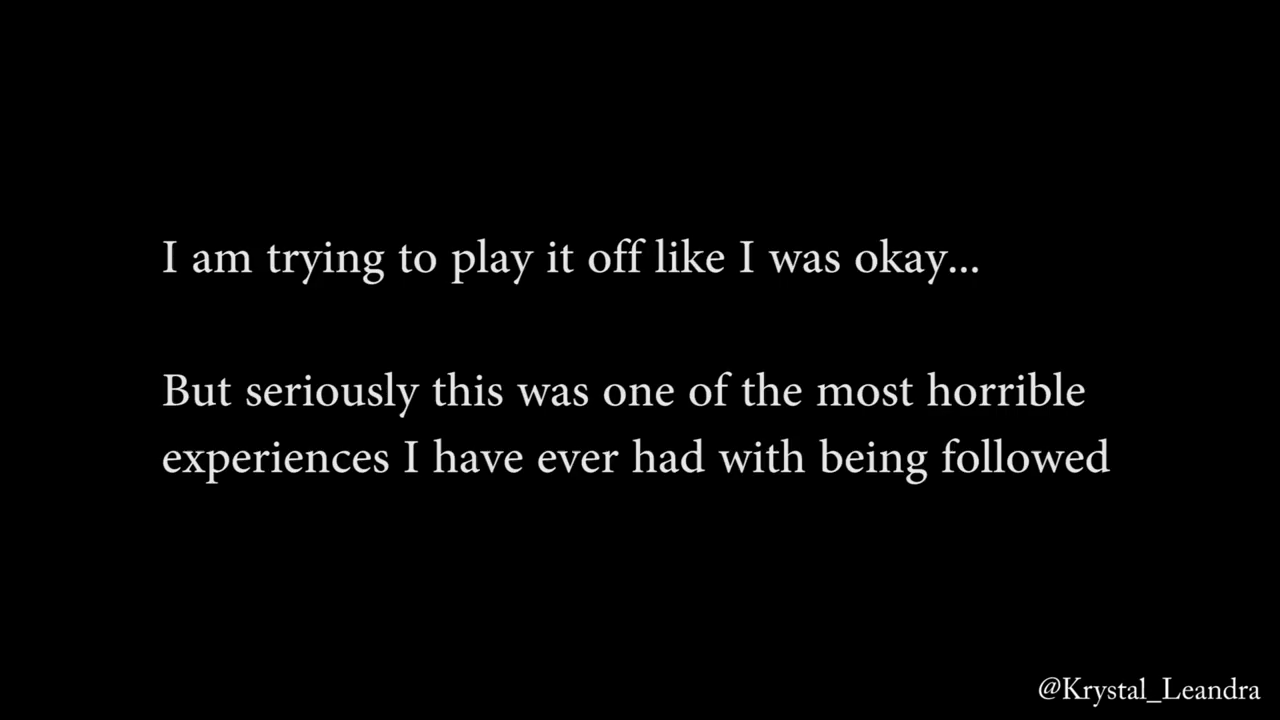 I am trying to play it off like I was okay...
But seriously this was one of the most horrible
experiences I have ever had with being followed
@Krystal_Leandra